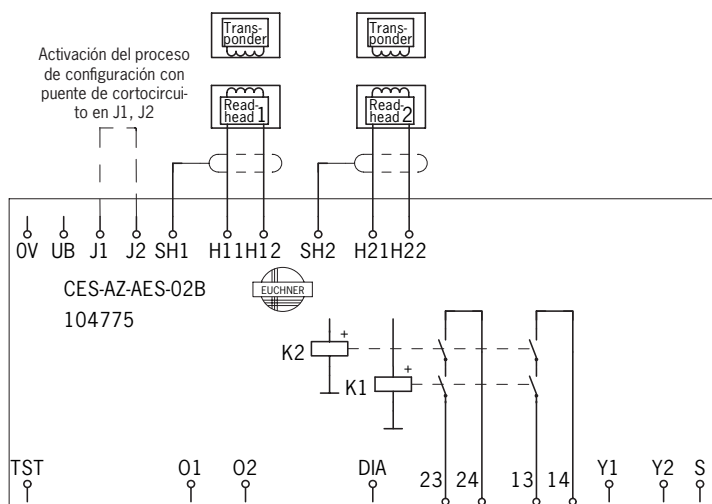 Trans-
ponder
Trans-
ponder
Activación del proceso
de configuración con
puente de cortocircui-
to en J1, J2
Read-
head 1
Read-
head 2
0V UB J1 J2 SH1 H11 H12 SH2 H21 H22
CES-AZ-AES-02B
EUCHNER
104775
+
K2
+
K1
TST O1 O2 DIA 23 24 13 14 Y1 Y2 S